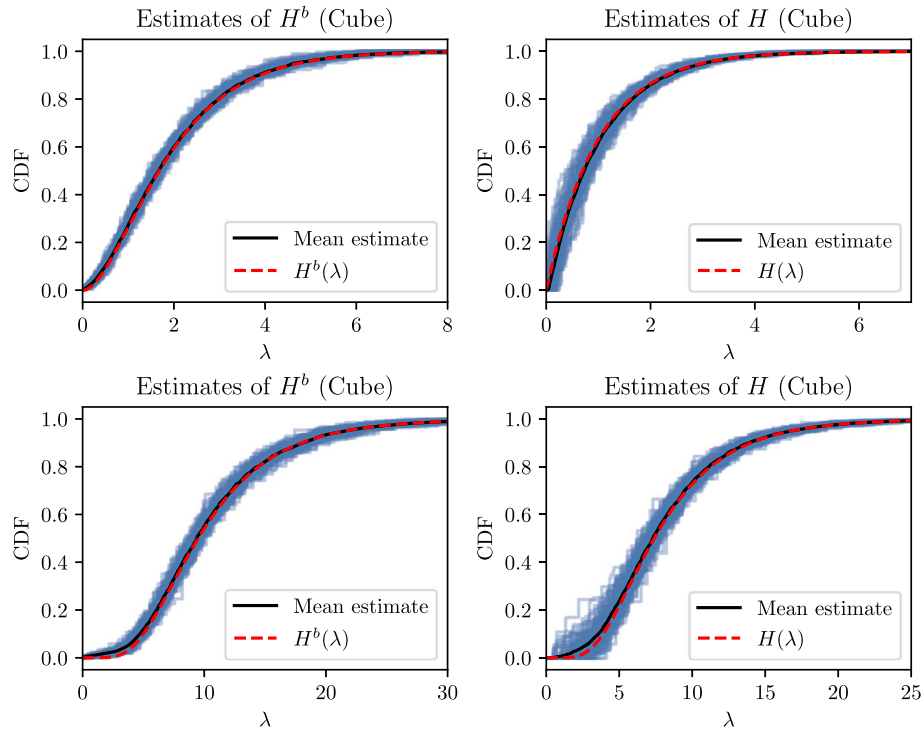 Estimates of H^b (Cube)
1.0
0.8
0.6
0.4
0.2
0.0
CDF
Mean estimate
H^b(λ)
0 2 4 6 8
λ
Estimates of H (Cube)
1.0
0.8
0.6
0.4
0.2
0.0
CDF
Mean estimate
H(λ)
0 2 4 6
λ
Estimates of H^b (Cube)
1.0
0.8
0.6
0.4
0.2
0.0
CDF
Mean estimate
H^b(λ)
0 10 20 30
λ
Estimates of H (Cube)
1.0
0.8
0.6
0.4
0.2
0.0
CDF
Mean estimate
H(λ)
0 5 10 15 20 25
λ